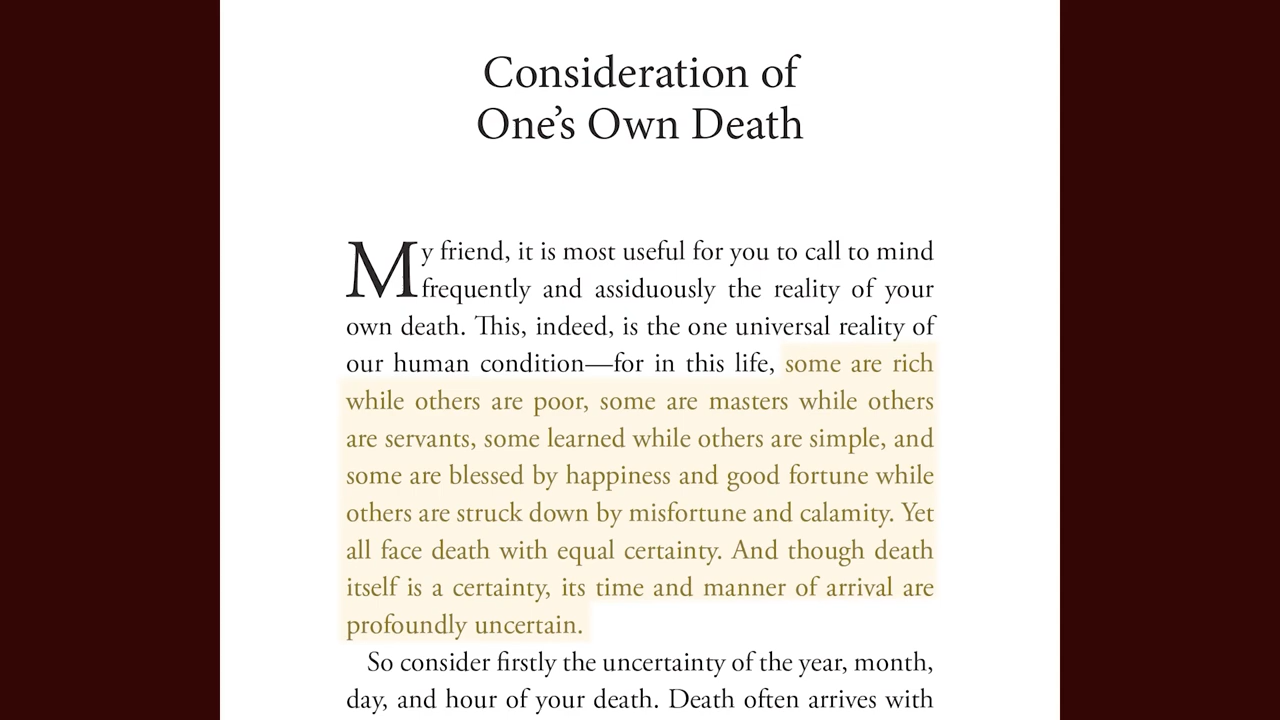 Consideration of
One’s Own Death
My friend, it is most useful for you to call to mind
frequently and assiduously the reality of your
own death. This, indeed, is the one universal reality of
our human condition—for in this life, some are rich
while others are poor, some are masters while others
are servants, some learned while others are simple, and
some are blessed by happiness and good fortune while
others are struck down by misfortune and calamity. Yet
all face death with equal certainty. And though death
itself is a certainty, its time and manner of arrival are
profoundly uncertain.
So consider firstly the uncertainty of the year, month,
day, and hour of your death. Death often arrives with